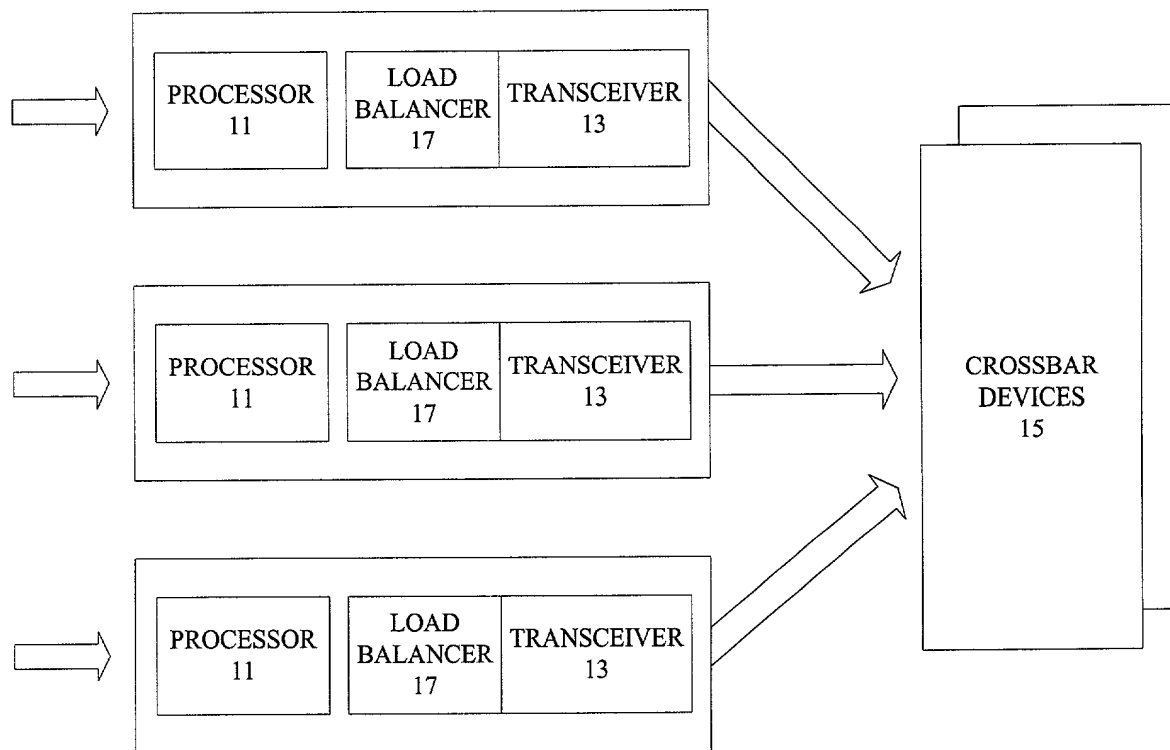 PROCESSOR
11
LOAD
BALANCER
17
TRANSCEIVER
13
PROCESSOR
11
LOAD
BALANCER
17
TRANSCEIVER
13
CROSSBAR
DEVICES
15
PROCESSOR
11
LOAD
BALANCER
17
TRANSCEIVER
13